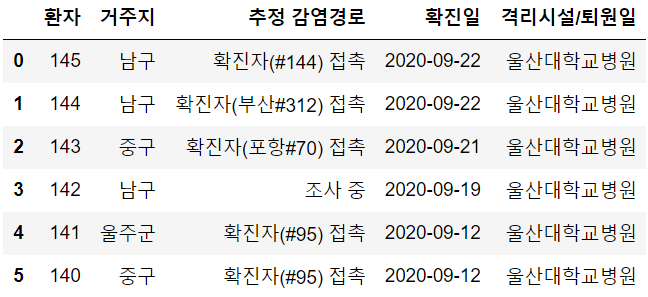 환자 거주지 추정 감염경로 확진일 격리시설/퇴원일
0 145 남구 확진자(#144) 접촉 2020-09-22 울산대학교병원
1 144 남구 확진자(부산#312) 접촉 2020-09-22 울산대학교병원
2 143 중구 확진자(포항#70) 접촉 2020-09-21 울산대학교병원
3 142 남구 조사 중 2020-09-19 울산대학교병원
4 141 울주군 확진자(#95) 접촉 2020-09-12 울산대학교병원
5 140 중구 확진자(#95) 접촉 2020-09-12 울산대학교병원